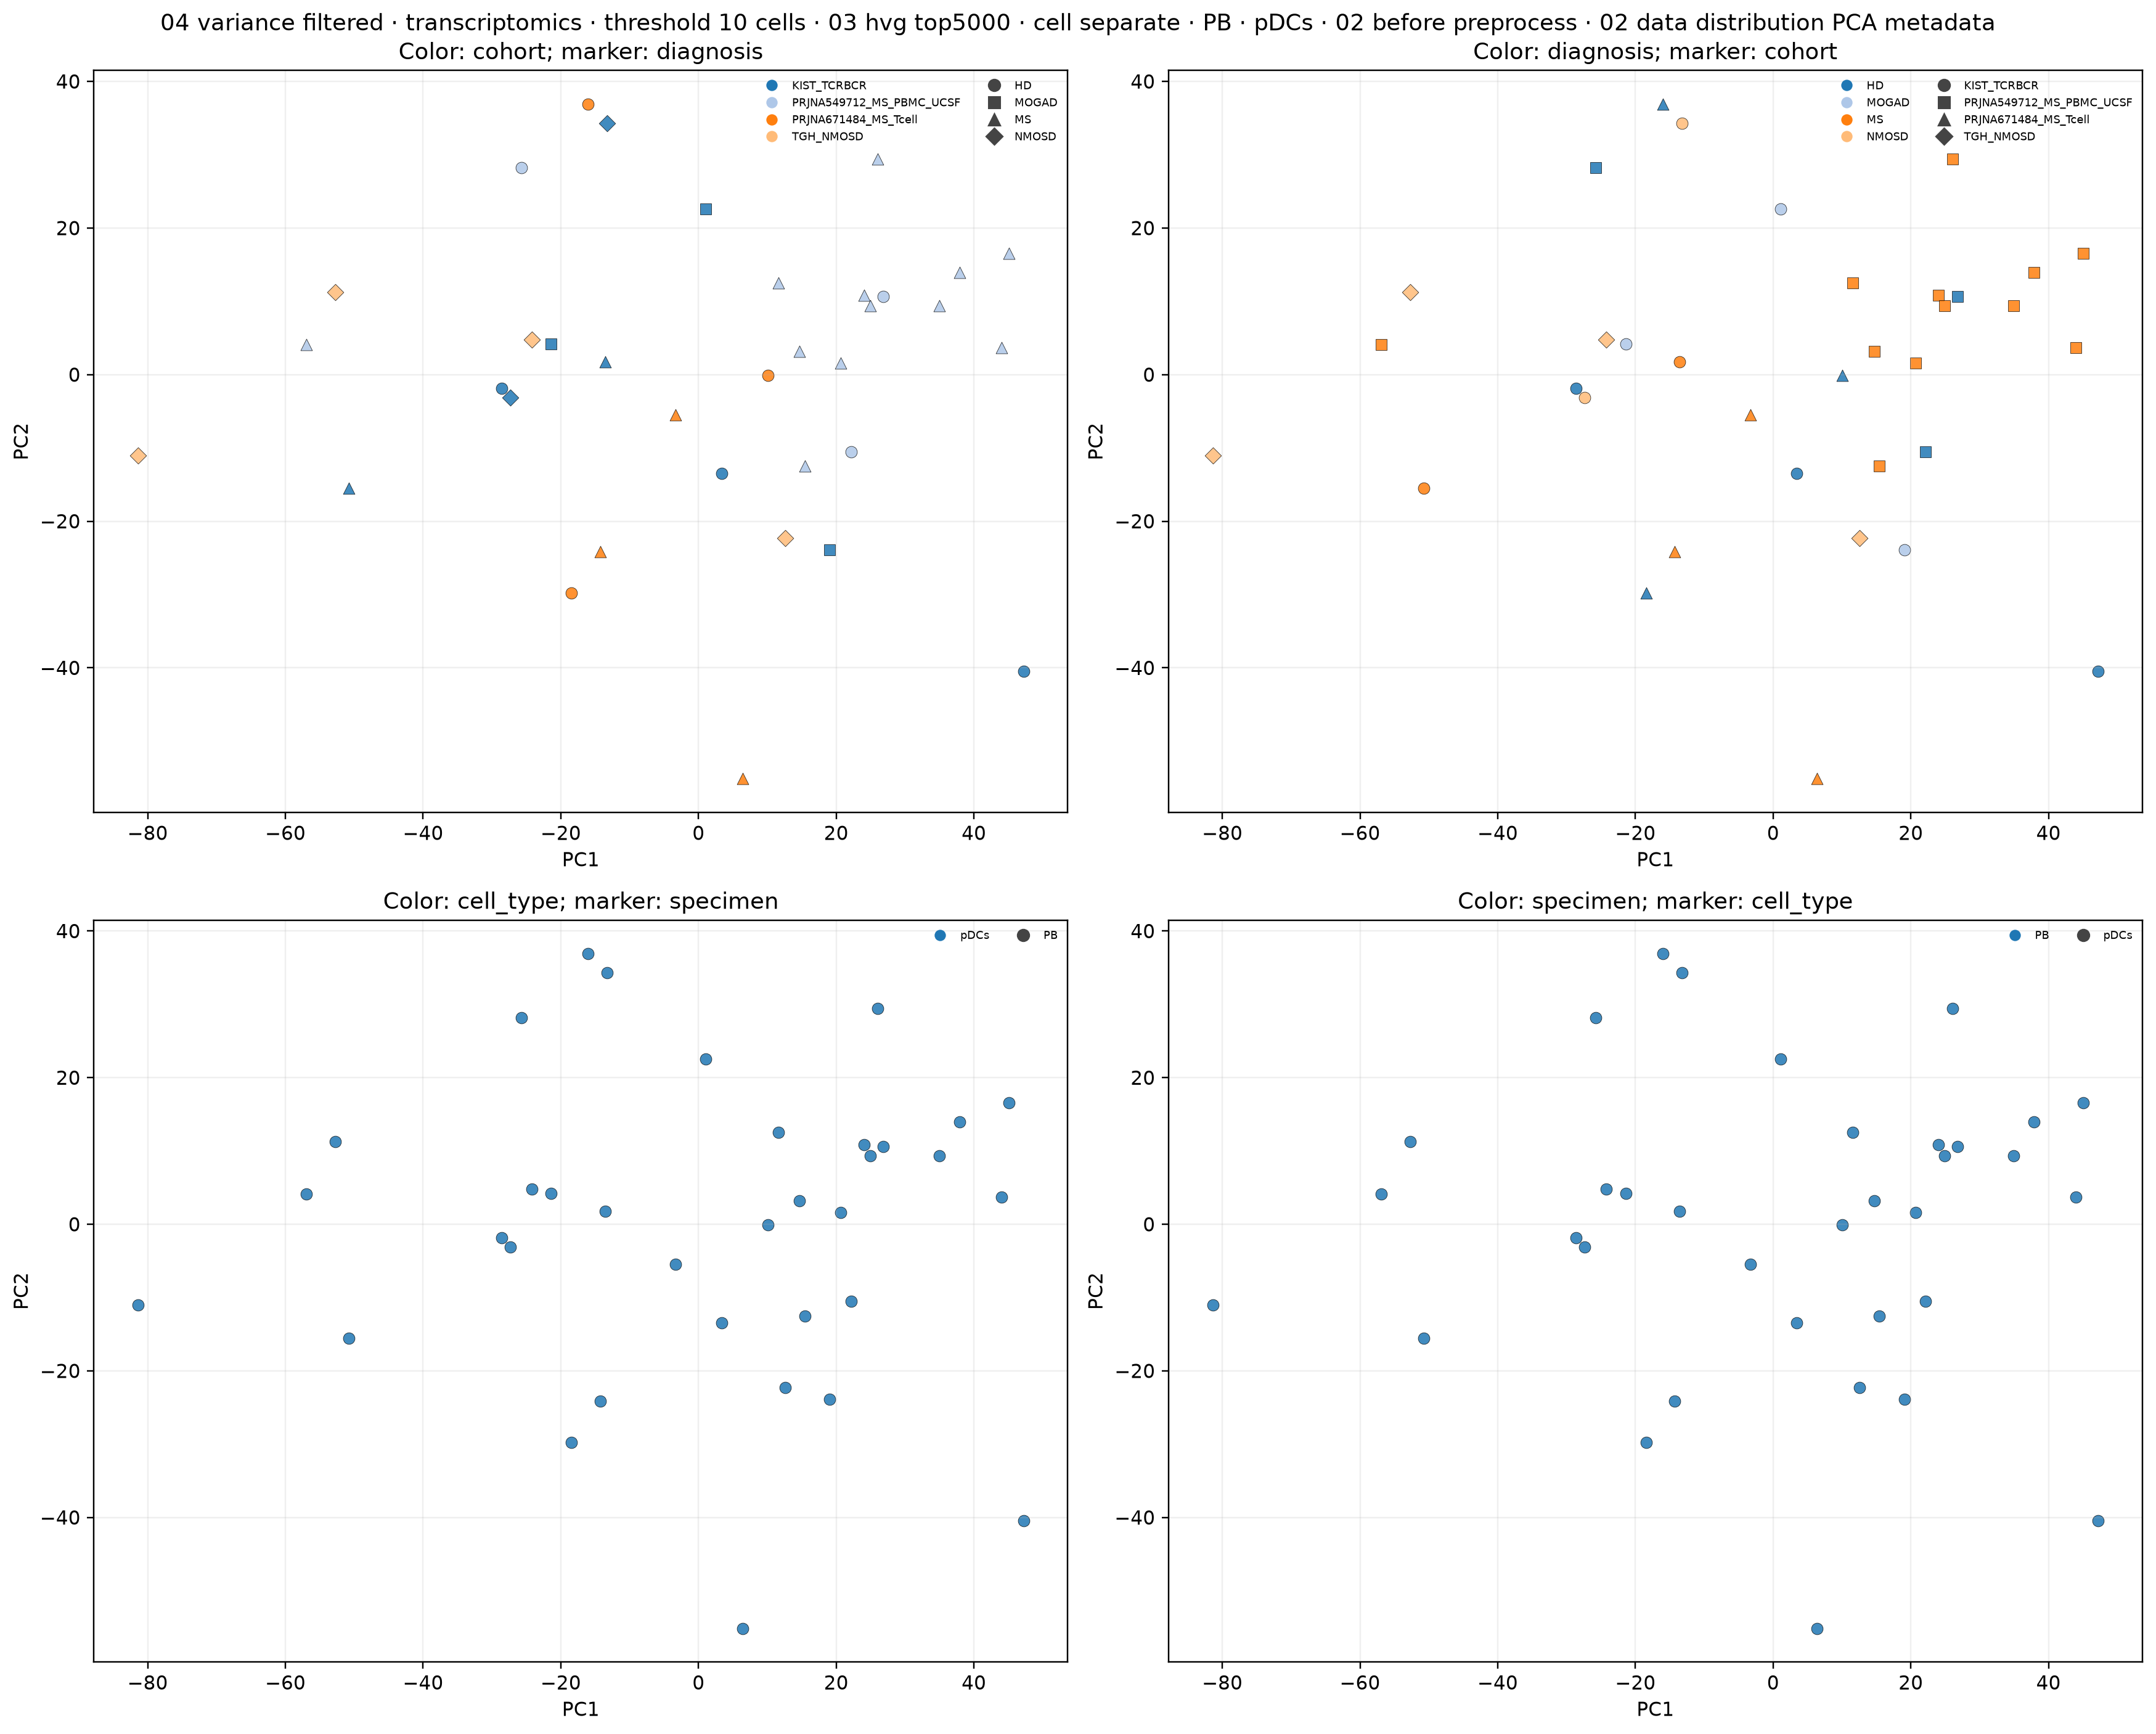 04 variance filtered · transcriptomics · threshold 10 cells · 03 hvg top5000 · cell separate · PB · pDCs · 02 before preprocess · 02 data distribution PCA metadata
Color: cohort; marker: diagnosis
KIST_TCRBCR
PRJNA549712_MS_PBMC_UCSF
PRJNA671484_MS_Tcell
TGH_NMOSD
HD
MOGAD
MS
NMOSD
40
20
0
−20
−40
PC2
−80
−60
−40
−20
0
20
40
PC1
Color: diagnosis; marker: cohort
HD
MOGAD
MS
NMOSD
KIST_TCRBCR
PRJNA549712_MS_PBMC_UCSF
PRJNA671484_MS_Tcell
TGH_NMOSD
40
20
0
−20
−40
PC2
−80
−60
−40
−20
0
20
40
PC1
Color: cell_type; marker: specimen
pDCs
PB
40
20
0
−20
−40
PC2
−80
−60
−40
−20
0
20
40
PC1
Color: specimen; marker: cell_type
PB
pDCs
40
20
0
−20
−40
PC2
−80
−60
−40
−20
0
20
40
PC1